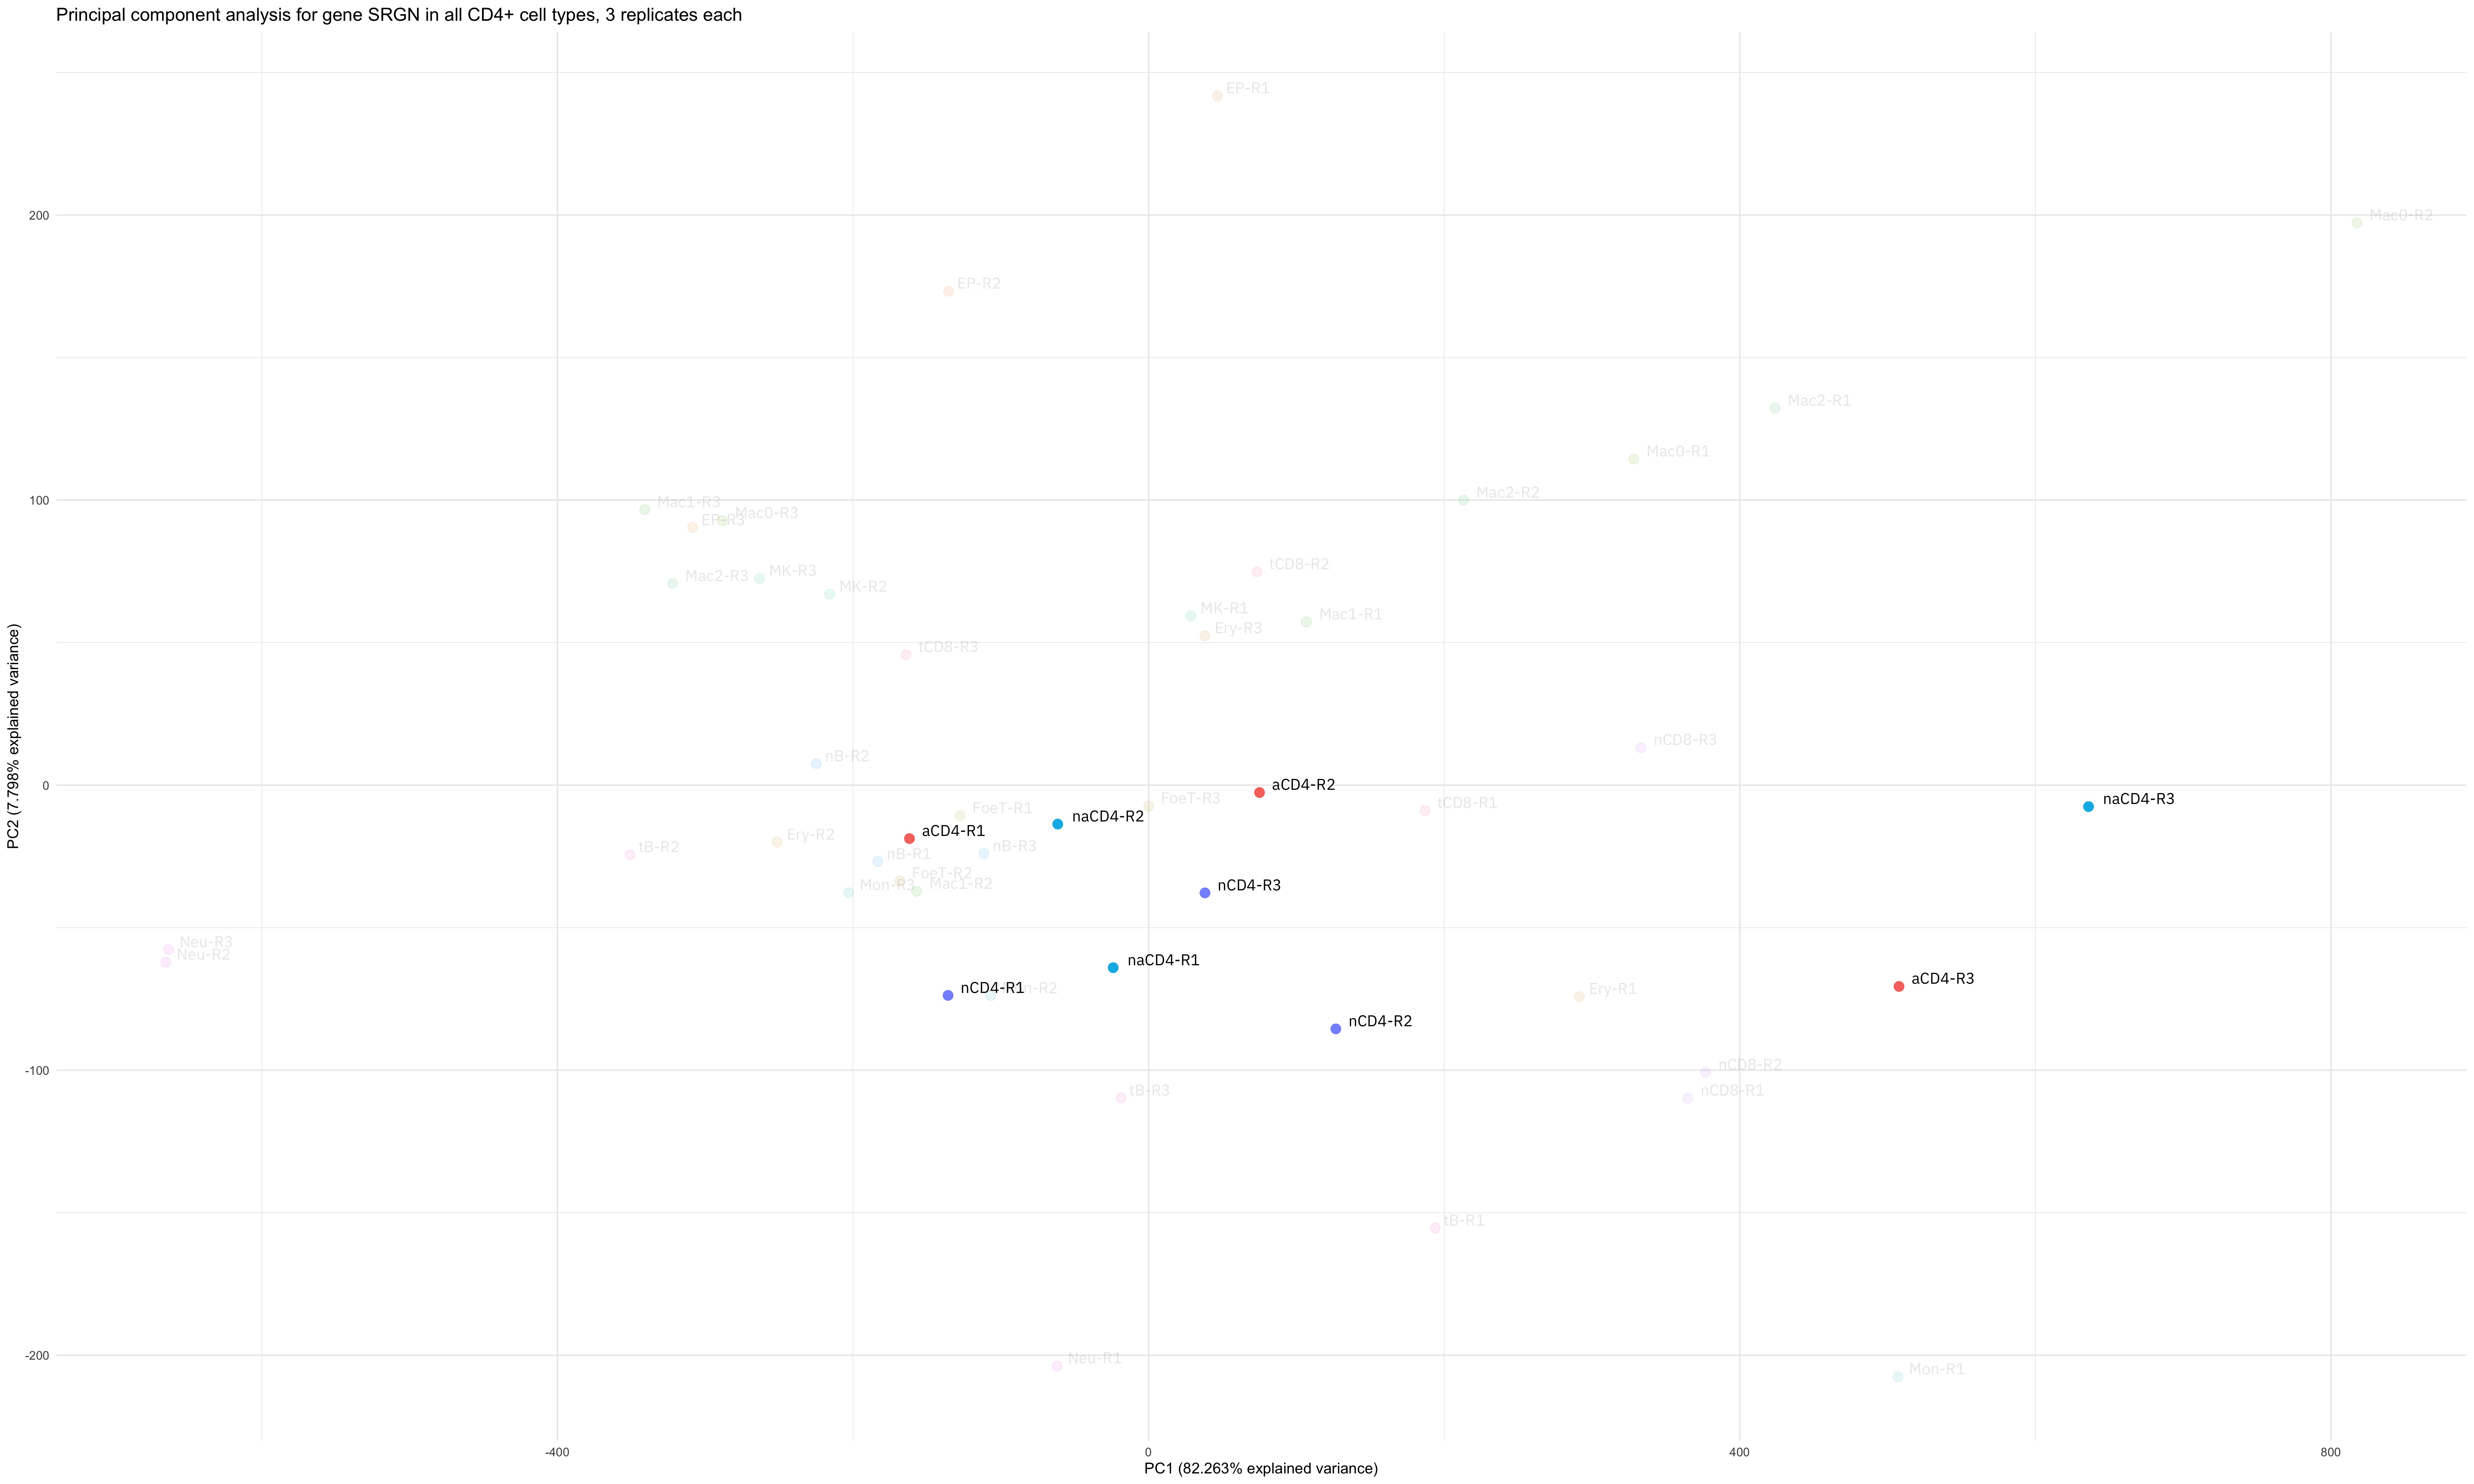 Principal component analysis for gene SRGN in all CD4+ cell types, 3 replicates each
EP-R1
200
Mac0-R2
EP-R2
Mac2-R1
Mac0-R1
Mac2-R2
100
Mac1-R3
Mac0-R3
EP-R3
tCD8-R2
MK-R3
Mac2-R3
MK-R2
MK-R1
Mac1-R1
Ery-R3
tCD8-R3
PC2 (7.798% explained variance)
nCD8-R3
nB-R2
0
aCD4-R2
FoeT-R3
naCD4-R3
tCD8-R1
FoeT-R1
naCD4-R2
aCD4-R1
Ery-R2
tB-R2
nB-R3
nB-R1
FoeT-R2
Mac1-R2
Mon-R3
nCD4-R3
Neu-R3
Neu-R2
naCD4-R1
aCD4-R3
nCD4-R1
n-R2
Ery-R1
nCD4-R2
-100
nCD8-R2
tB-R3
nCD8-R1
tB-R1
-200
Neu-R1
Mon-R1
-400
0
400
800
PC1 (82.263% explained variance)